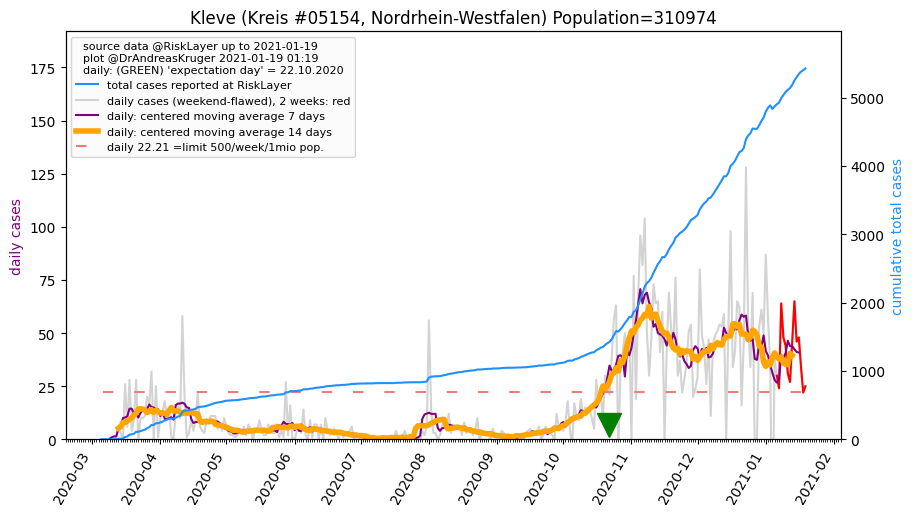 Kleve (Kreis #05154, Nordrhein-Westfalen) Population=310974
source data @RiskLayer up to 2021-01-19
plot @DrAndreasKruger 2021-01-19 01:19
daily: (GREEN) 'expectation day' = 22.10.2020
total cases reported at RiskLayer
daily cases (weekend-flawed), 2 weeks: red
daily: centered moving average 7 days
daily: centered moving average 14 days
daily 22.21 =limit 500/week/1mio pop.
daily cases
175
150
125
100
75
50
25
0
cumulative total cases
5000
4000
3000
2000
1000
0
2020-03
2020-04
2020-05
2020-06
2020-07
2020-08
2020-09
2020-10
2020-11
2020-12
2021-01
2021-02